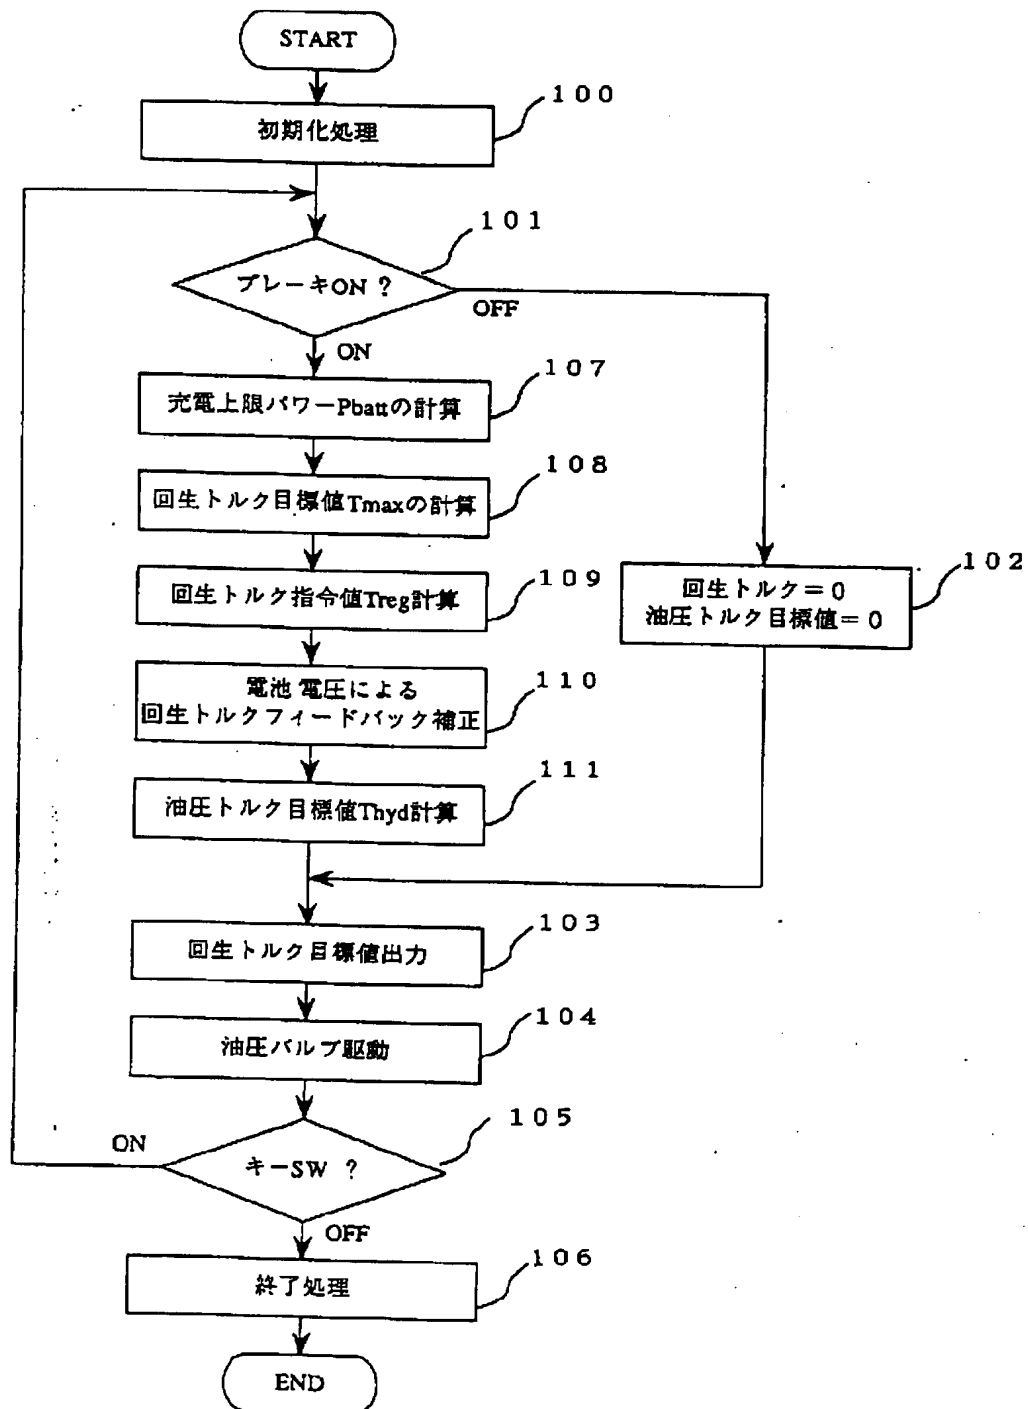 START
100
初期化処理
101
ブレーキON ?
OFF
ON
107
充電上限パワーPbattの計算
108
回生トルク目標値Tmaxの計算
109
回生トルク指令値Treg計算
102
回生トルク=0
油圧トルク目標値=0
110
電池電圧による
回生トルクフィードバック補正
111
油圧トルク目標値Thyd計算
103
回生トルク目標値出力
104
油圧バルブ駆動
105
ON
キーSW ?
OFF
106
終了処理
END